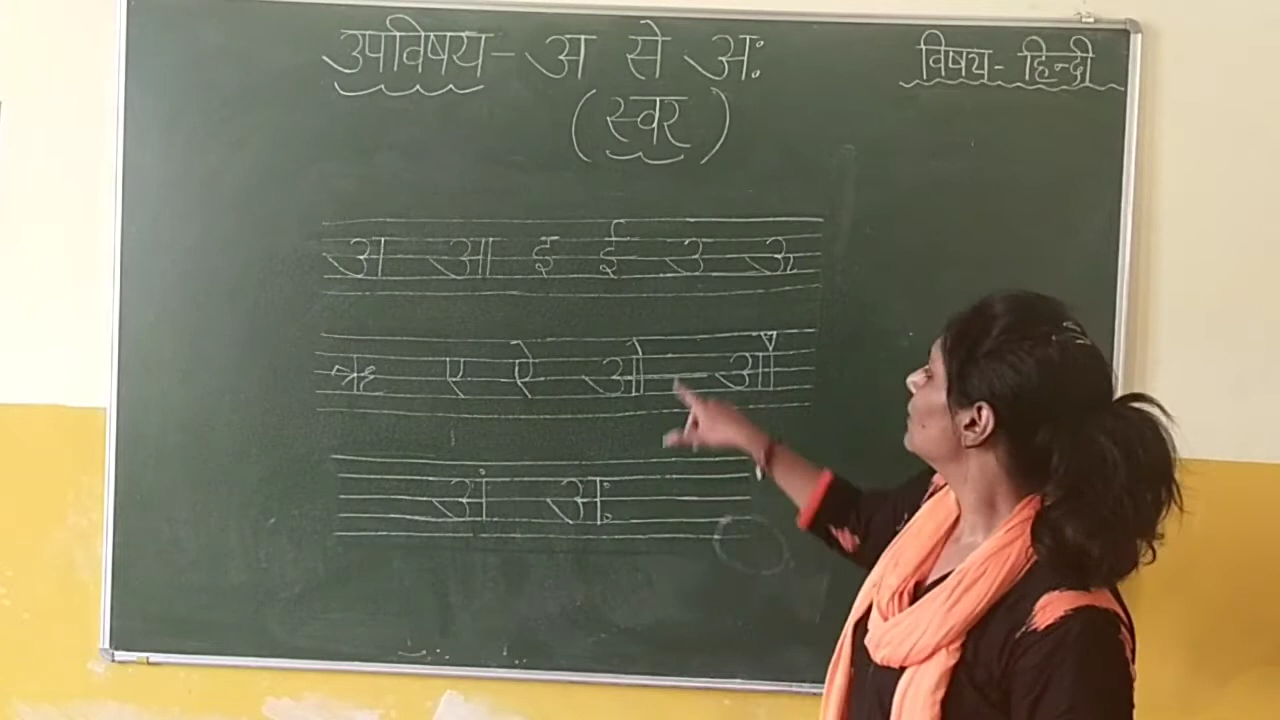 उपविषय - अ से अः
(स्वर)
विषय - हिन्दी
अ आ इ ई उ ऊ
ऋ ए ऐ ओ औ
अं अः